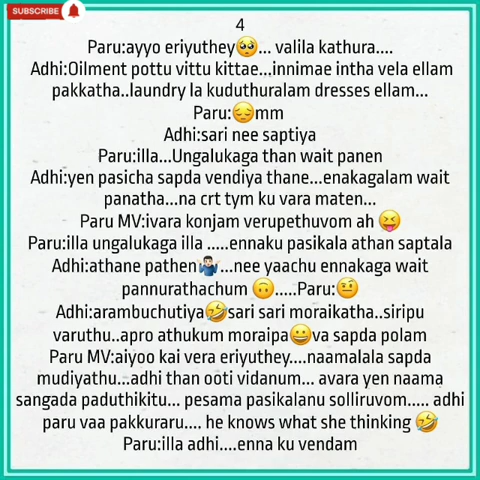 SUBSCRIBE
4
Paru:ayyo eriyuthey🥺... valila kathura....
Adhi:Oilment pottu vittu kittae...innimae intha vela ellam
pakkatha..laundry la kuduthuralam dresses ellam...
Paru:😔mm
Adhi:sari nee saptiya
Paru:illa...Ungalukaga than wait panen
Adhi:yen pasicha sapda vendiya thane...enakagalam wait
panatha...na crt tym ku vara maten...
Paru MV:ivara konjam verupethuvom ah 😝
Paru:illa ungalukaga illa .....ennaku pasikala athan saptala
Adhi:athane pathen🤷🏻‍♂️...nee yaachu ennakaga wait
pannurathachum 🙃.....Paru:🤨
Adhi:arambuchutiya🤣sari sari moraikatha..siripu
varuthu..apro athukum moraipa😀va sapda polam
Paru MV:aiyoo kai vera eriyuthey....naamalala sapda
mudiyathu...adhi than ooti vidanum... avara yen naama
sangada paduthikitu... pesama pasikalanu solliruvom..... adhi
paru vaa pakkuraru.... he knows what she thinking 🤣
Paru:illa adhi....enna ku vendam